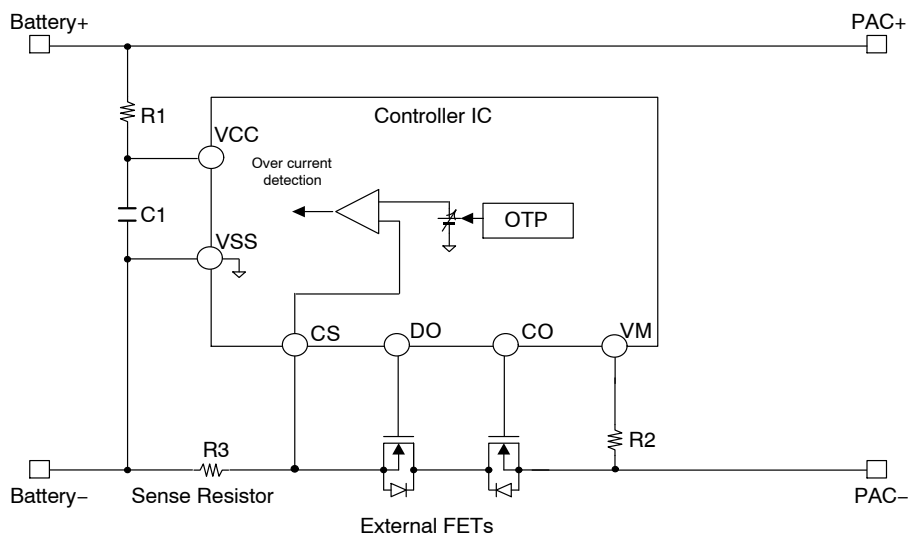 Battery+
PAC+
R1
Controller IC
VCC
Over current
detection
C1
OTP
VSS
CS
DO
CO
VM
R3
R2
Battery−
Sense Resistor
PAC−
External FETs